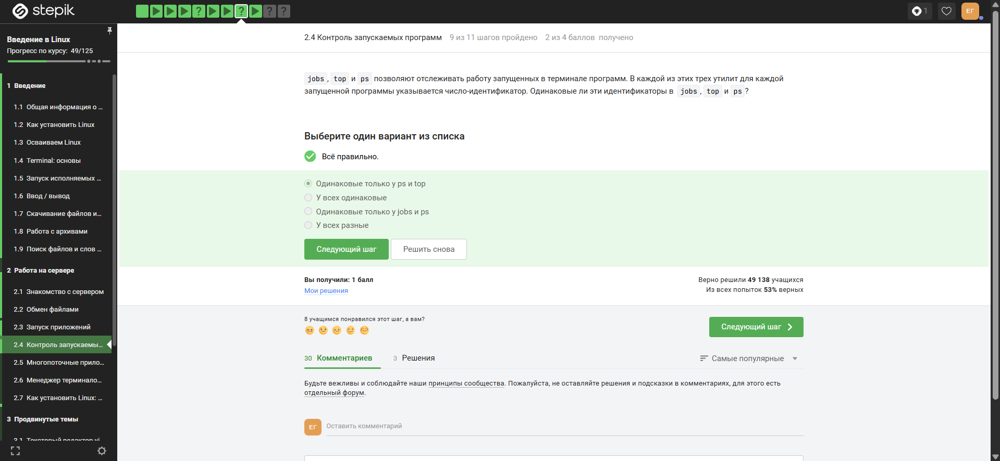 stepik
1
ЕГ
Введение в Linux
Прогресс по курсу: 49/125
1 Введение
1.1 Общая информация о ...
1.2 Как установить Linux
1.3 Осваиваем Linux
1.4 Terminal: основы
1.5 Запуск исполняемых ...
1.6 Ввод / вывод
1.7 Скачивание файлов и...
1.8 Работа с архивами
1.9 Поиск файлов и слов ...
2 Работа на сервере
2.1 Знакомство с сервером
2.2 Обмен файлами
2.3 Запуск приложений
2.4 Контроль запускаемы...
2.5 Многопоточные прило...
2.6 Менеджер терминало...
2.7 Как установить Linux: ...
3 Продвинутые темы
3.1 Текстовый редактор vi
2.4 Контроль запускаемых программ 9 из 11 шагов пройдено 2 из 4 баллов получено
jobs, top и ps позволяют отслеживать работу запущенных в терминале программ. В каждой из этих трех утилит для каждой
запущенной программы указывается число-идентификатор. Одинаковые ли эти идентификаторы в jobs, top и ps?
Выберите один вариант из списка
Всё правильно.
Одинаковые только у ps и top
У всех одинаковые
Одинаковые только у jobs и ps
У всех разные
Следующий шаг Решить снова
Вы получили: 1 балл
Мои решения
Верно решили 49 138 учащихся
Из всех попыток 53% верных
8 учащимся понравился этот шаг, а вам?
Следующий шаг
30 Комментариев 3 Решения Самые популярные
Будьте вежливы и соблюдайте наши принципы сообщества. Пожалуйста, не оставляйте решения и подсказки в комментариях, для этого есть
отдельный форум.
ЕГ Оставить комментарий